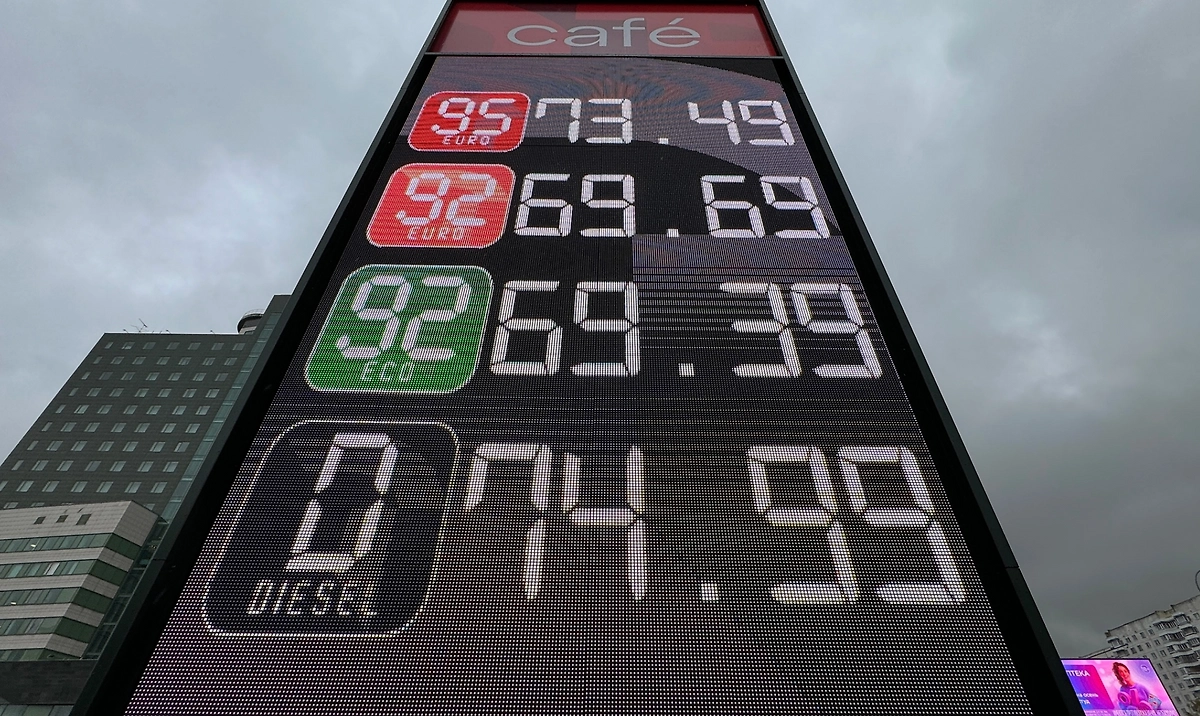 café
95 EURO 73.49
92 EURO 69.69
92 ECO 69.39
D DIESEL 74.99